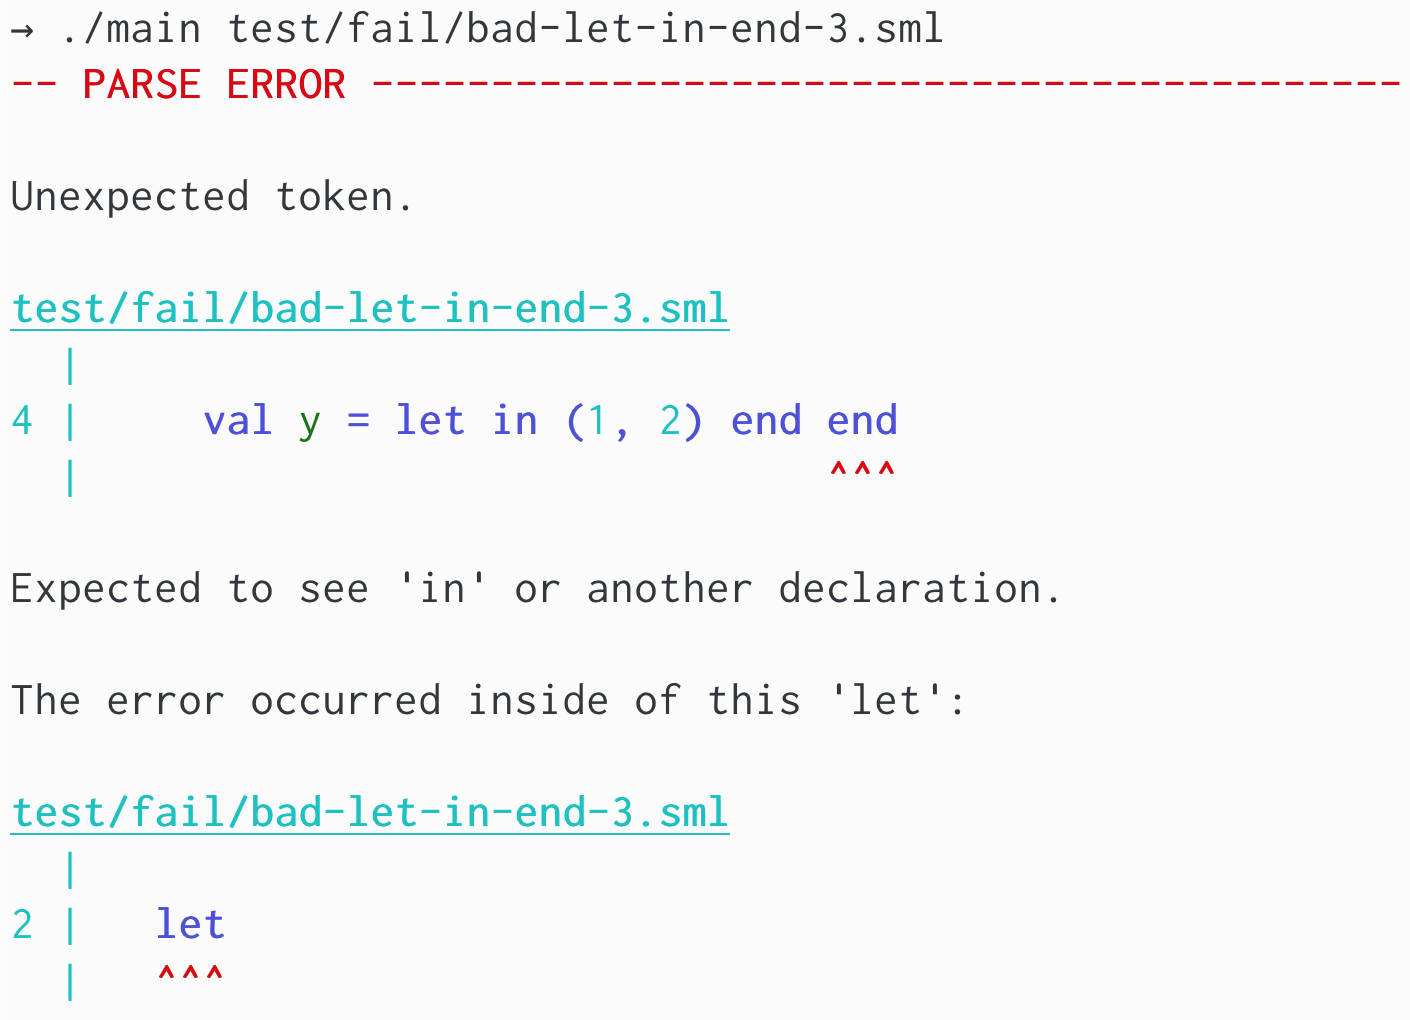 → ./main test/fail/bad-let-in-end-3.sml
-- PARSE ERROR -------------------------------------------
Unexpected token.
test/fail/bad-let-in-end-3.sml
  |
4 |     val y = let in (1, 2) end end
  |                               ^^^
Expected to see 'in' or another declaration.
The error occurred inside of this 'let':
test/fail/bad-let-in-end-3.sml
  |
2 |   let
  |   ^^^